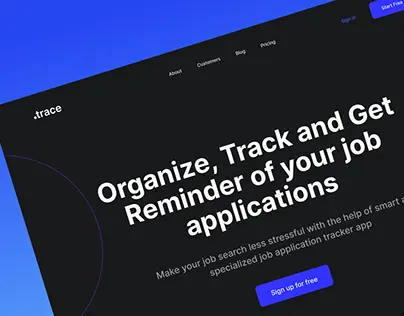 Sign in
Start Free
About
Customers
Blog
Pricing
.trace
Organize, Track and Get
Reminder of your job
applications
Make your job search less stressful with the help of smart a
specialized job application tracker app
Sign up for free